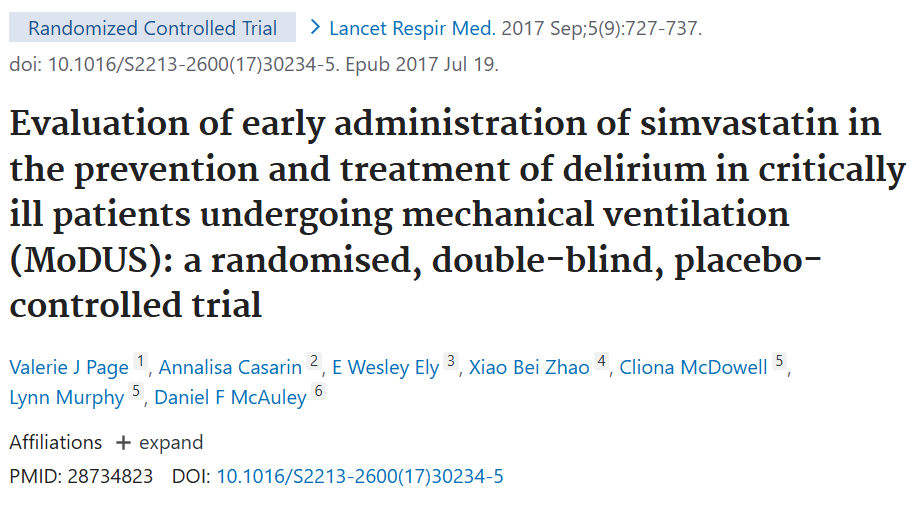 Randomized Controlled Trial > Lancet Respir Med. 2017 Sep;5(9):727-737.
doi: 10.1016/S2213-2600(17)30234-5. Epub 2017 Jul 19.
Evaluation of early administration of simvastatin in
the prevention and treatment of delirium in critically
ill patients undergoing mechanical ventilation
(MoDUS): a randomised, double-blind, placebo-
controlled trial
Valerie J Page 1, Annalisa Casarin 2, E Wesley Ely 3, Xiao Bei Zhao 4, Cliona McDowell 5,
Lynn Murphy 5, Daniel F McAuley 6
Affiliations + expand
PMID: 28734823 DOI: 10.1016/S2213-2600(17)30234-5